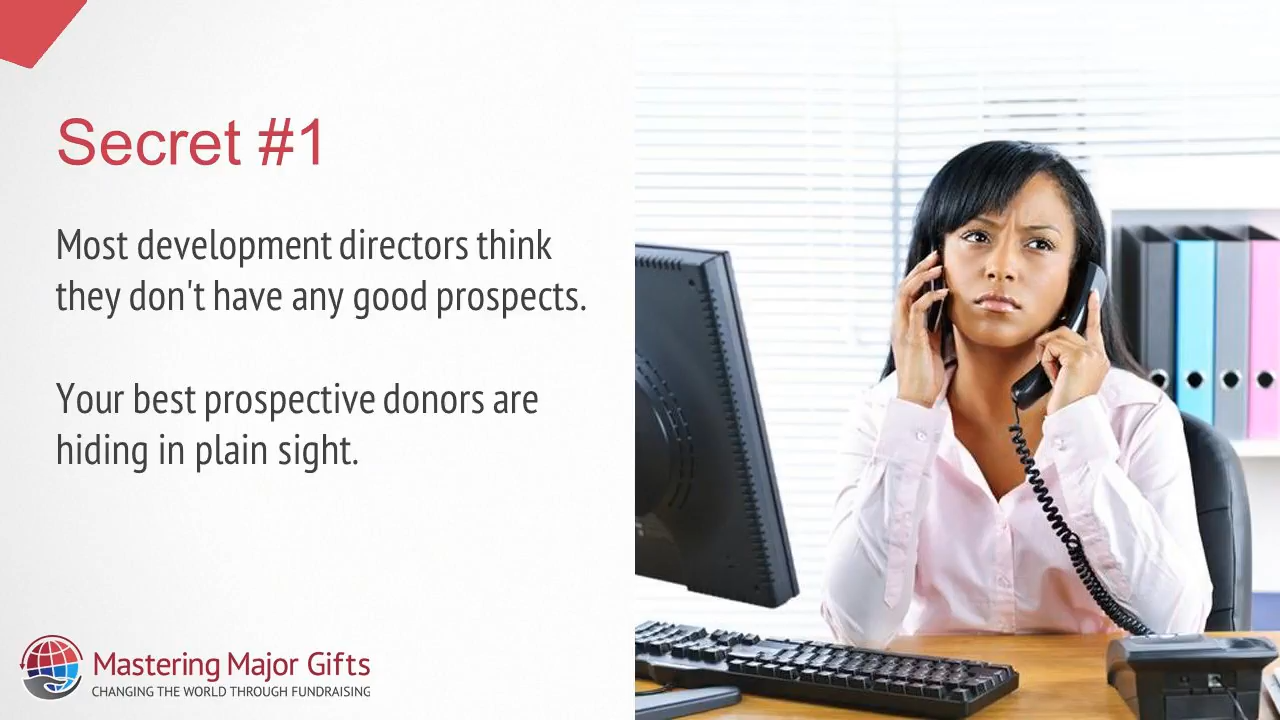 Secret #1
Most development directors think
they don't have any good prospects.
Your best prospective donors are
hiding in plain sight.
Mastering Major Gifts
CHANGING THE WORLD THROUGH FUNDRAISING